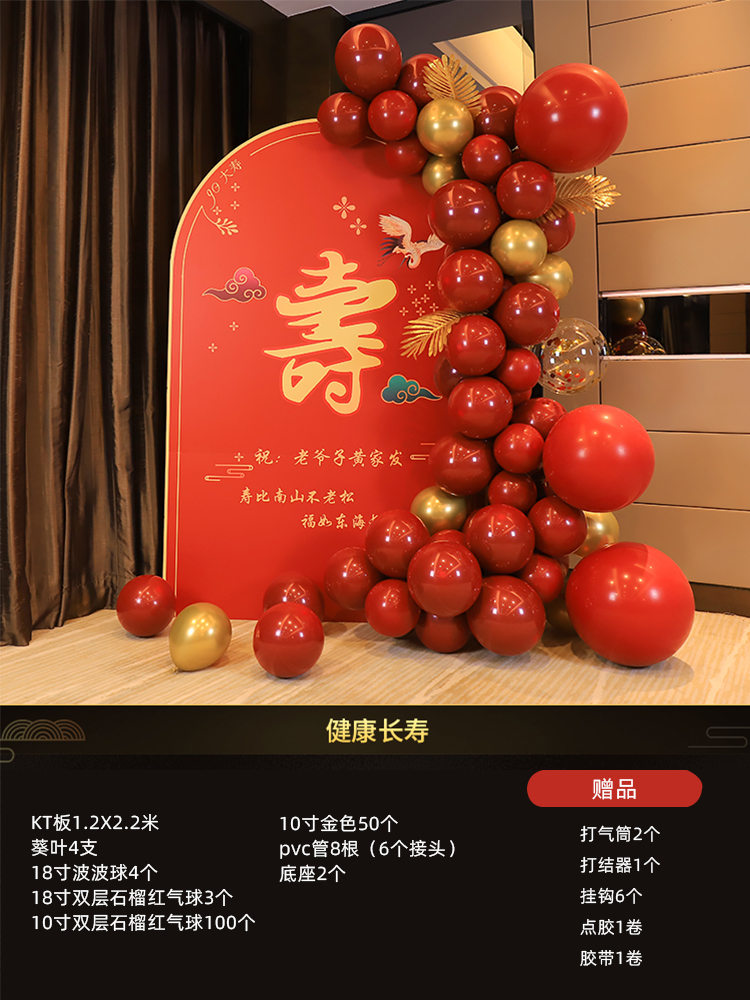 90大寿
寿
祝：老爷子黄家发
寿比南山不老松
福如东海
健康长寿
KT板1.2X2.2米
葵叶4支
18寸波波球4个
18寸双层石榴红气球3个
10寸双层石榴红气球100个
10寸金色50个
pvc管8根（6个接头）
底座2个
赠品
打气筒2个
打结器1个
挂钩6个
点胶1卷
胶带1卷